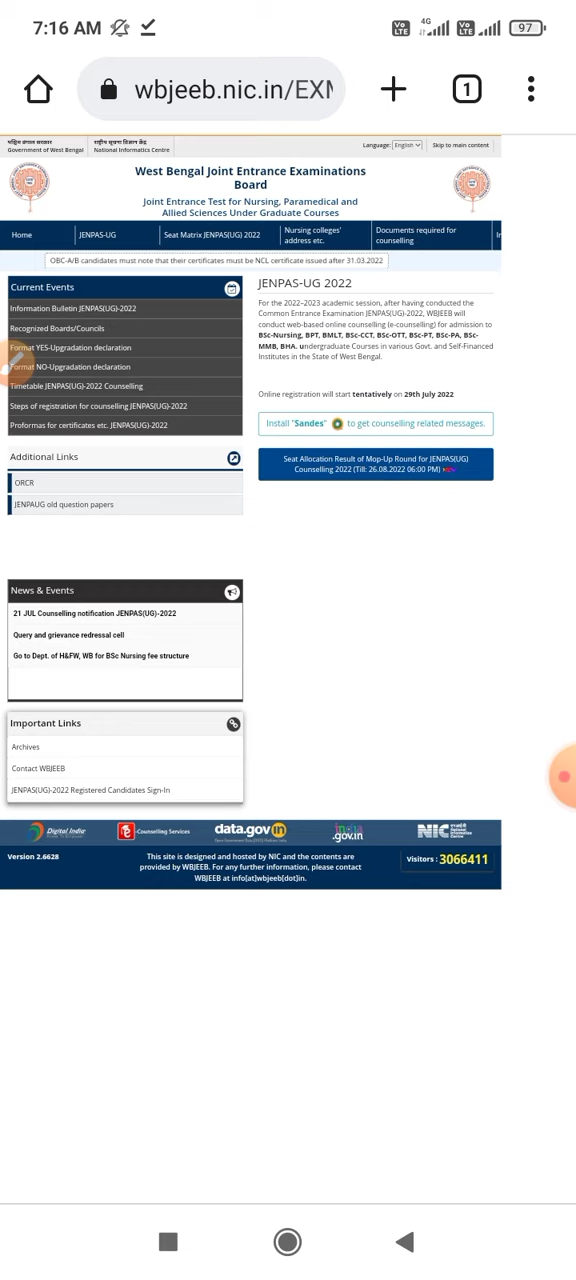 7:16 AM
Vo LTE 4G Vo LTE 97
wbjeeb.nic.in/EXM
1
पश्चिम बंगाल सरकार
Government of West Bengal
राष्ट्रीय सूचना विज्ञान केंद्र
National Informatics Centre
Language: English
Skip to main content
West Bengal Joint Entrance Examinations
Board
Joint Entrance Test for Nursing, Paramedical and
Allied Sciences Under Graduate Courses
Home
JENPAS-UG
Seat Matrix JENPAS(UG) 2022
Nursing colleges'
address etc.
Documents required for
counselling
OBC-A/B candidates must note that their certificates must be NCL certificate issued after 31.03.2022
Current Events
Information Bulletin JENPAS(UG)-2022
Recognized Boards/Councils
Format YES-Upgradation declaration
Format NO-Upgradation declaration
Timetable JENPAS(UG)-2022 Counselling
Steps of registration for counselling JENPAS(UG)-2022
Proformas for certificates etc. JENPAS(UG)-2022
Additional Links
ORCR
JENPAUG old question papers
JENPAS-UG 2022
For the 2022–2023 academic session, after having conducted the
Common Entrance Examination JENPAS(UG)-2022, WBJEEB will
conduct web-based online counselling (e-counselling) for admission to
BSc-Nursing, BPT, BMLT, BSc-CCT, BSc-OTT, BSc-PT, BSc-PA, BSc-
MMB, BHA. undergraduate Courses in various Govt. and Self-Financed
Institutes in the State of West Bengal.
Online registration will start tentatively on 29th July 2022
Install "Sandes" to get counselling related messages.
Seat Allocation Result of Mop-Up Round for JENPAS(UG)
Counselling 2022 (Till: 26.08.2022 06:00 PM)
News & Events
21 JUL Counselling notification JENPAS(UG)-2022
Query and grievance redressal cell
Go to Dept. of H&FW, WB for BSc Nursing fee structure
Important Links
Archives
Contact WBJEEB
JENPAS(UG)-2022 Registered Candidates Sign-In
Digital India
e-Counselling Services
data.gov in
india.gov.in
NIC
Version 2.6628
This site is designed and hosted by NIC and the contents are
provided by WBJEEB. For any further information, please contact
WBJEEB at info[at]wbjeeb[dot]in.
Visitors : 3066411